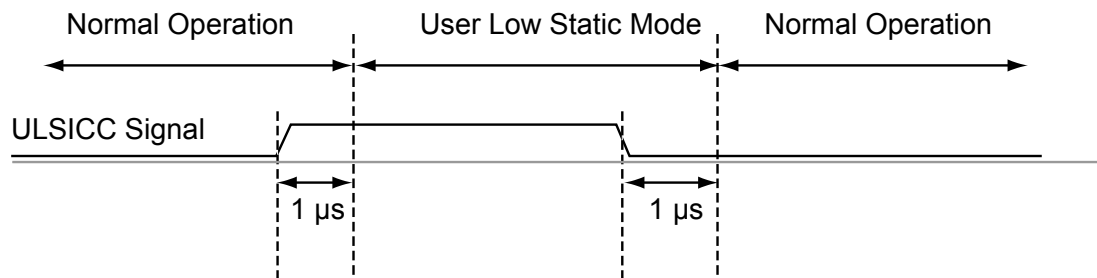 Normal Operation
User Low Static Mode
Normal Operation
ULSICC Signal
1 µs
1 µs